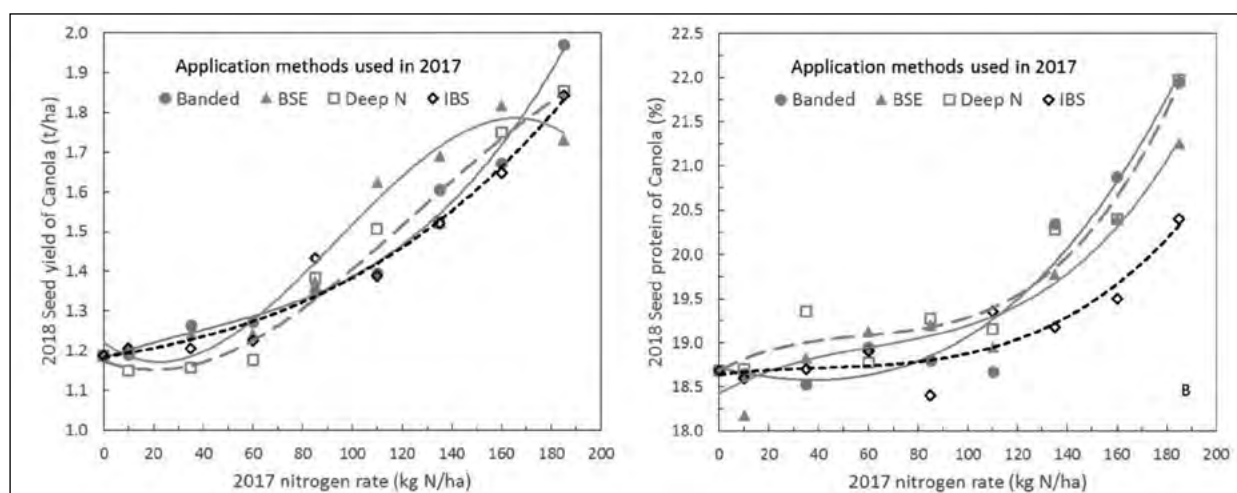 Application methods used in 2017
Banded BSE Deep N IBS
2018 Seed yield of Canola (t/ha)
2.0
1.9
1.8
1.7
1.6
1.5
1.4
1.3
1.2
1.1
1.0
0 20 40 60 80 100 120 140 160 180 200
2017 nitrogen rate (kg N/ha)
Application methods used in 2017
Banded BSE Deep N IBS
2018 Seed protein of Canola (%)
22.5
22.0
21.5
21.0
20.5
20.0
19.5
19.0
18.5
18.0
B
0 20 40 60 80 100 120 140 160 180 200
2017 nitrogen rate (kg N/ha)